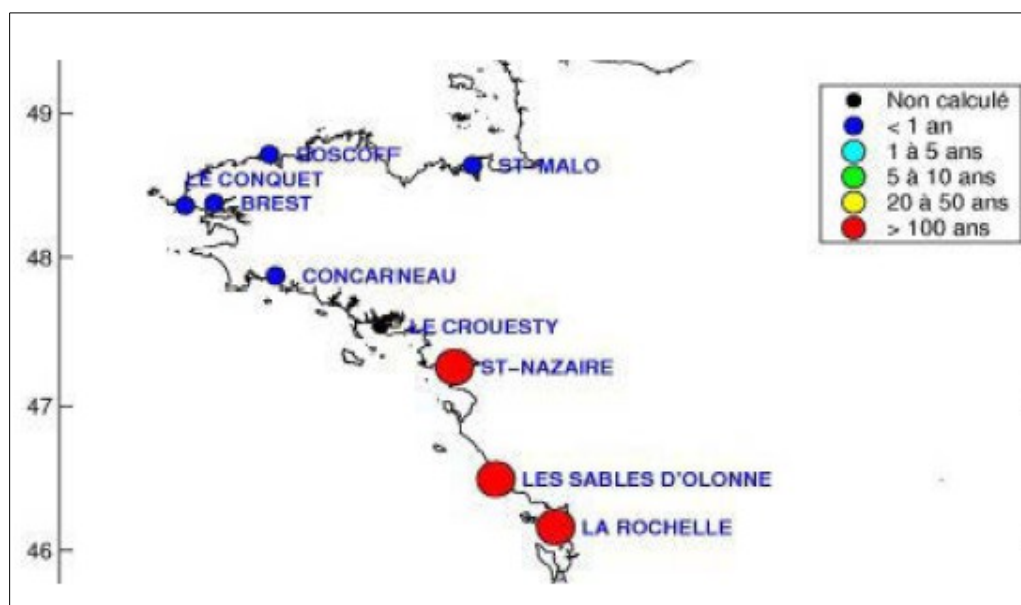 49
48
47
46
Non calculé
< 1 an
1 à 5 ans
5 à 10 ans
20 à 50 ans
> 100 ans
ROSCOFF
ST-MALO
LE CONQUET
BREST
CONCARNEAU
LE CROUESTY
ST-NAZAIRE
LES SABLES D'OLONNE
LA ROCHELLE